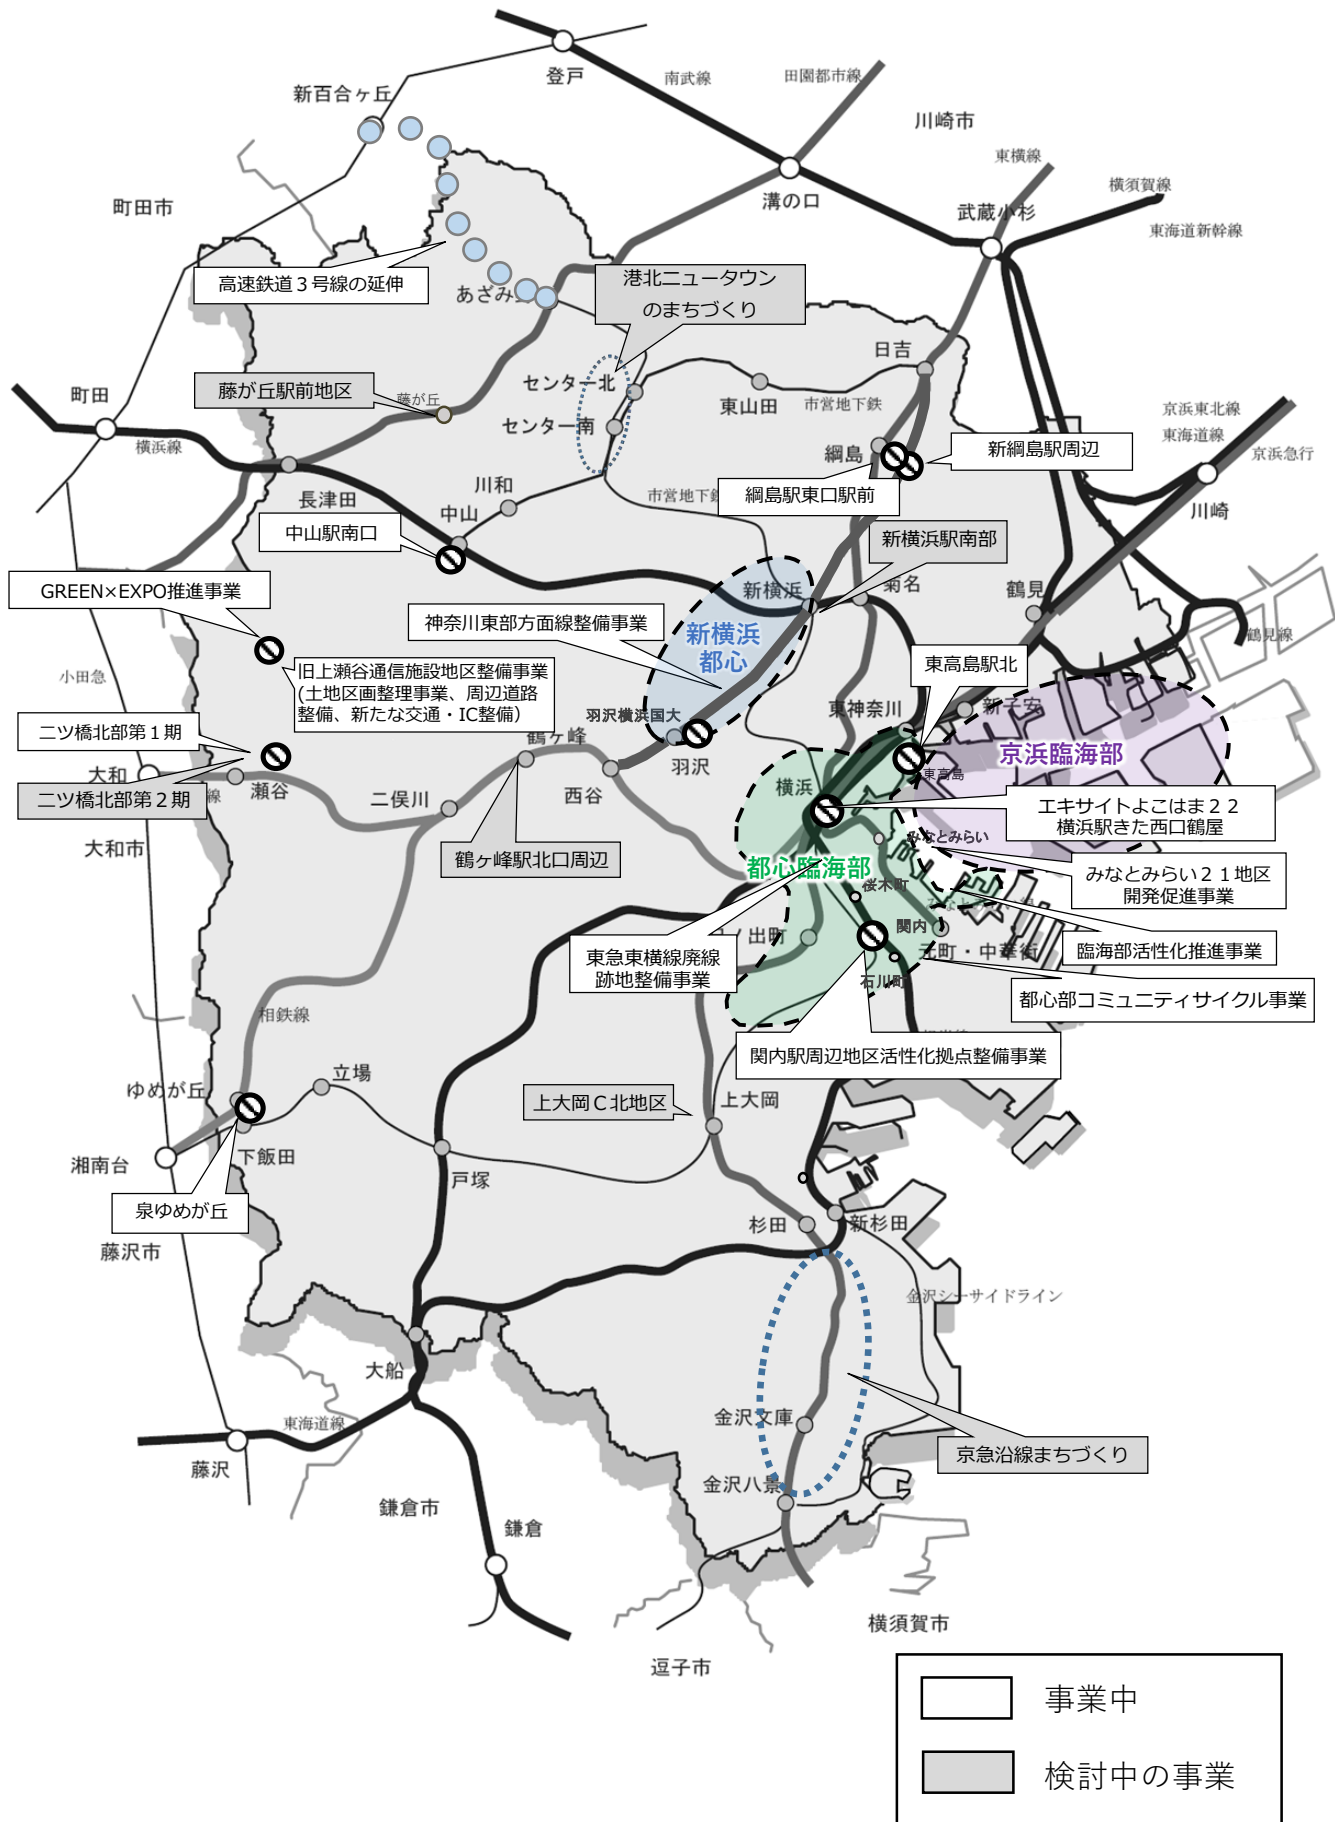 登戸
南武線
田園都市線
新百合ヶ丘
川崎市
東横線
横須賀線
町田市
溝の口
武蔵小杉
東海道新幹線
高速鉄道３号線の延伸
あざみ
港北ニュータウン
のまちづくり
日吉
センター北
藤が丘駅前地区
町田
藤が丘
東山田
市営地下鉄
京浜東北線
東海道線
横浜線
センター南
綱島
新綱島駅周辺
京浜急行
長津田
川和
中山
市営地下鉄
綱島駅東口駅前
川崎
中山駅南口
新横浜駅南部
GREEN×EXPO推進事業
新横浜
菊名
鶴見
神奈川東部方面線整備事業
新横浜
都心
鶴見線
小田急
旧上瀬谷通信施設地区整備事業
(土地区画整理事業、周辺道路
整備、新たな交通・IC整備）
東高島駅北
羽沢横浜国大
東神奈川
新子安
二ツ橋北部第１期
鶴ヶ峰
羽沢
京浜臨海部
大和
線
瀬谷
西谷
横浜
東高島
二ツ橋北部第２期
二俣川
エキサイトよこはま２２
横浜駅きた西口鶴屋
大和市
鶴ヶ峰駅北口周辺
都心臨海部
みなとみらい
桜木町
みなとみらい２１地区
開発促進事業
みなとみらい線
関内
ノ出町
元町・中華街
臨海部活性化推進事業
東急東横線廃線
跡地整備事業
石川町
都心部コミュニティサイクル事業
相鉄線
関内駅周辺地区活性化拠点整備事業
立場
ゆめが丘
上大岡Ｃ北地区
上大岡
湘南台
下飯田
戸塚
泉ゆめが丘
杉田
新杉田
藤沢市
金沢シーサイドライン
大船
東海道線
金沢文庫
京急沿線まちづくり
藤沢
金沢八景
鎌倉市
鎌倉
横須賀市
逗子市
事業中
検討中の事業